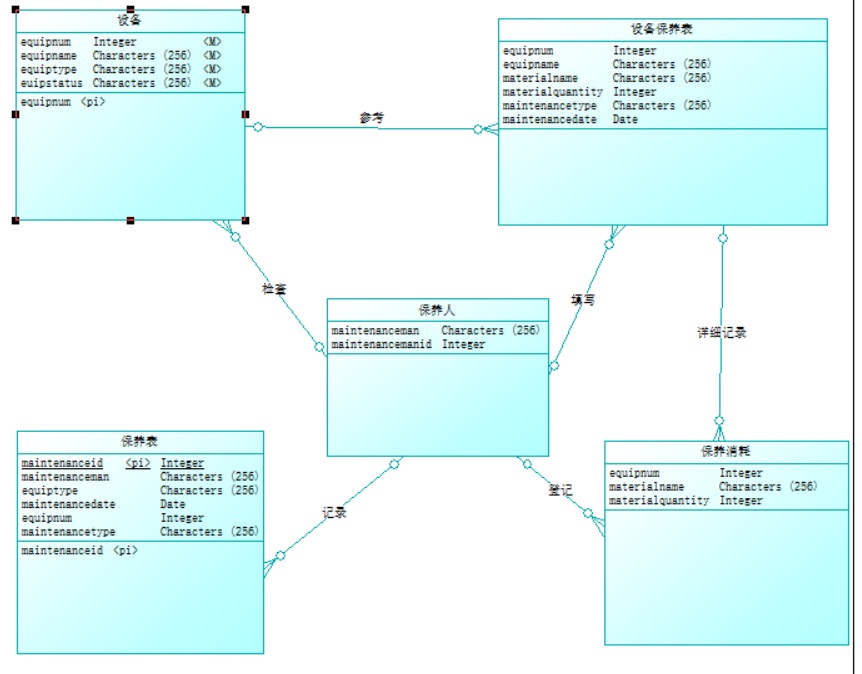 设备
equipnum Integer <M>
equipname Characters (256) <M>
equiptype Characters (256) <M>
euipstatus Characters (256) <M>
equipnum <pi>
设备保养表
equipnum Integer
equipname Characters (256)
materialname Characters (256)
materialquantity Integer
maintenancetype Characters (256)
maintenancedate Date
参考
检查
填写
详细记录
保养人
maintenanceman Characters (256)
maintenancemanid Integer
保养表
maintenanceid <pi> Integer
maintenanceman Characters (256)
equiptype Characters (256)
maintenancedate Date
equipnum Integer
maintenancetype Characters (256)
maintenanceid <pi>
记录
登记
保养消耗
equipnum Integer
materialname Characters (256)
materialquantity Integer